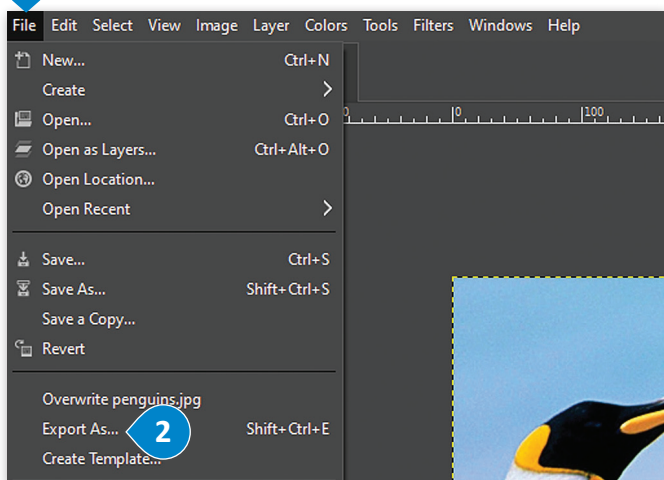 File Edit Select View Image Layer Colors Tools Filters Windows Help
New... Ctrl+N
Create
Open... Ctrl+O
0 100
Open as Layers... Ctrl+Alt+O
Open Location...
Open Recent
Save... Ctrl+S
Save As... Shift+Ctrl+S
Save a Copy...
Revert
Overwrite penguins.jpg
Export As... 2 Shift+Ctrl+E
Create Template...